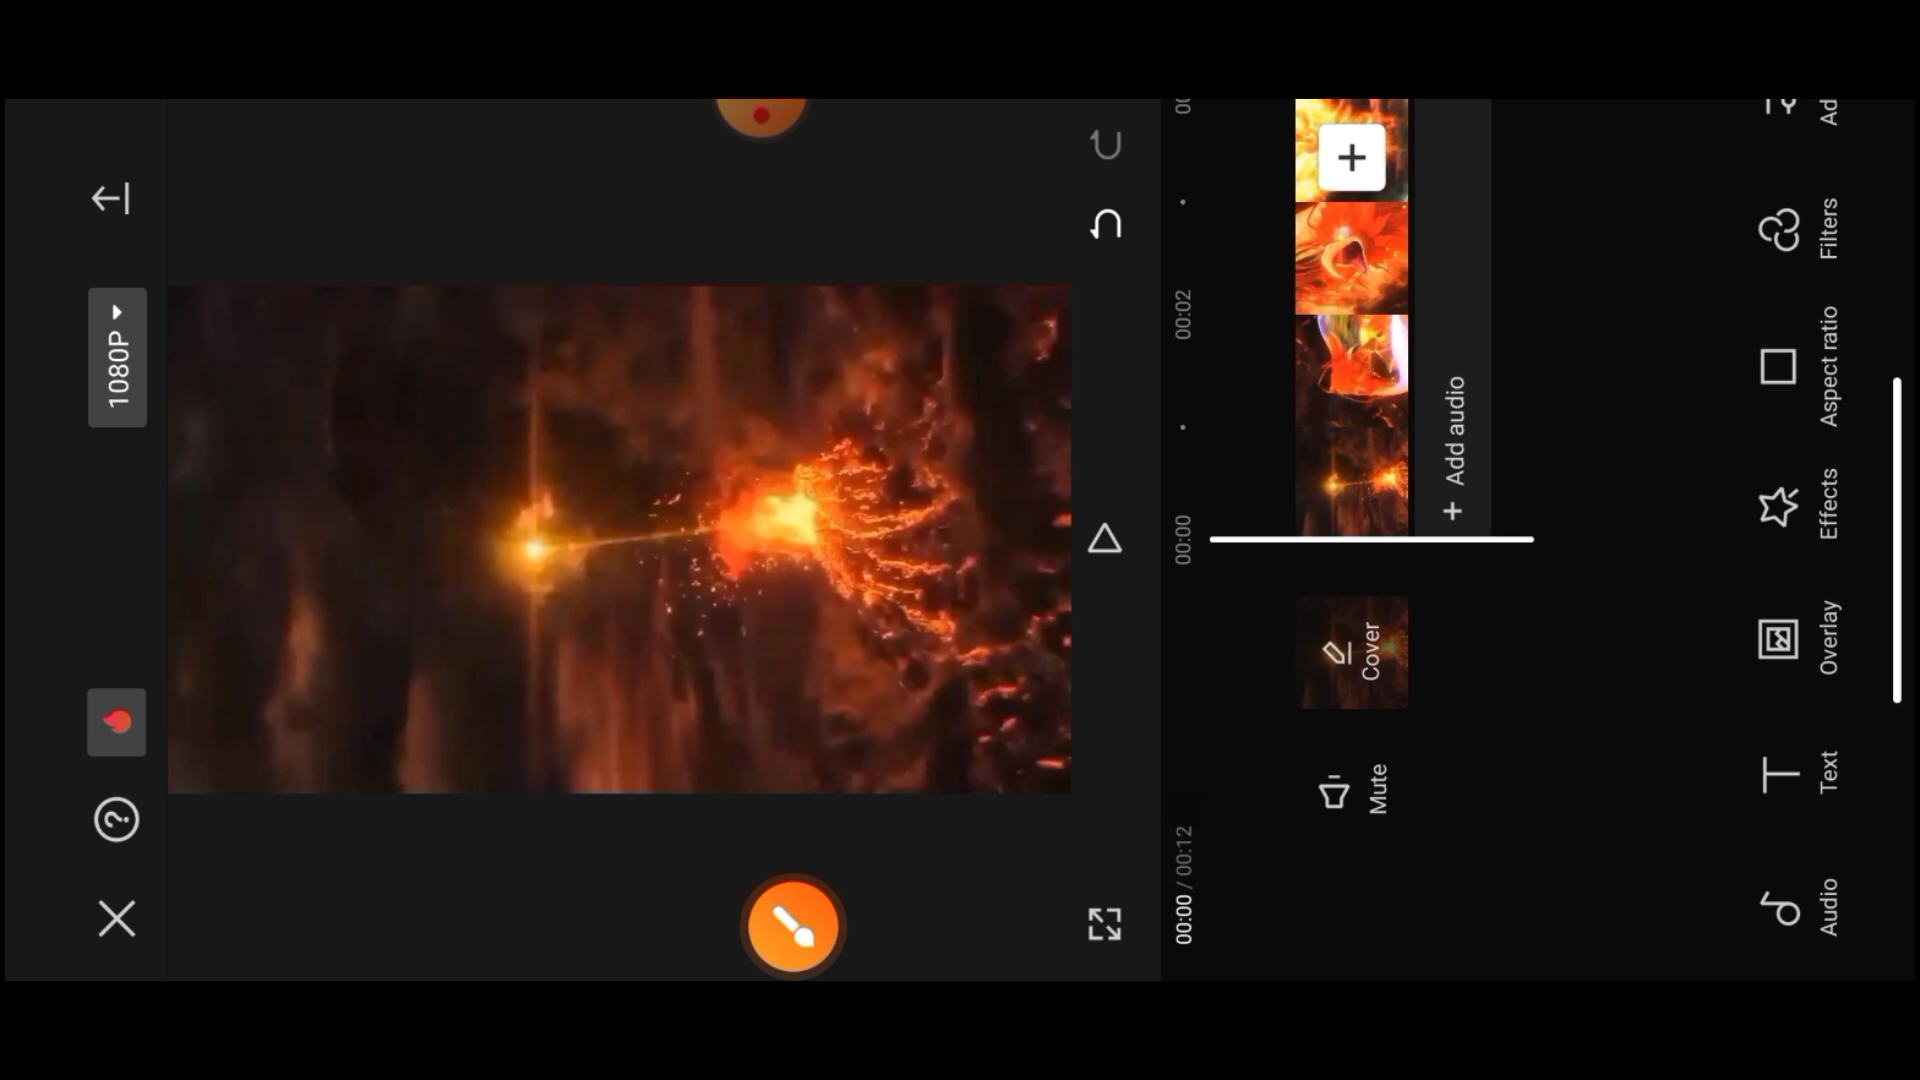 1080P
00:00 / 00:12
00:00
00:02
00
Mute
Cover
+ Add audio
Audio
Text
Overlay
Effects
Aspect ratio
Filters
Ad